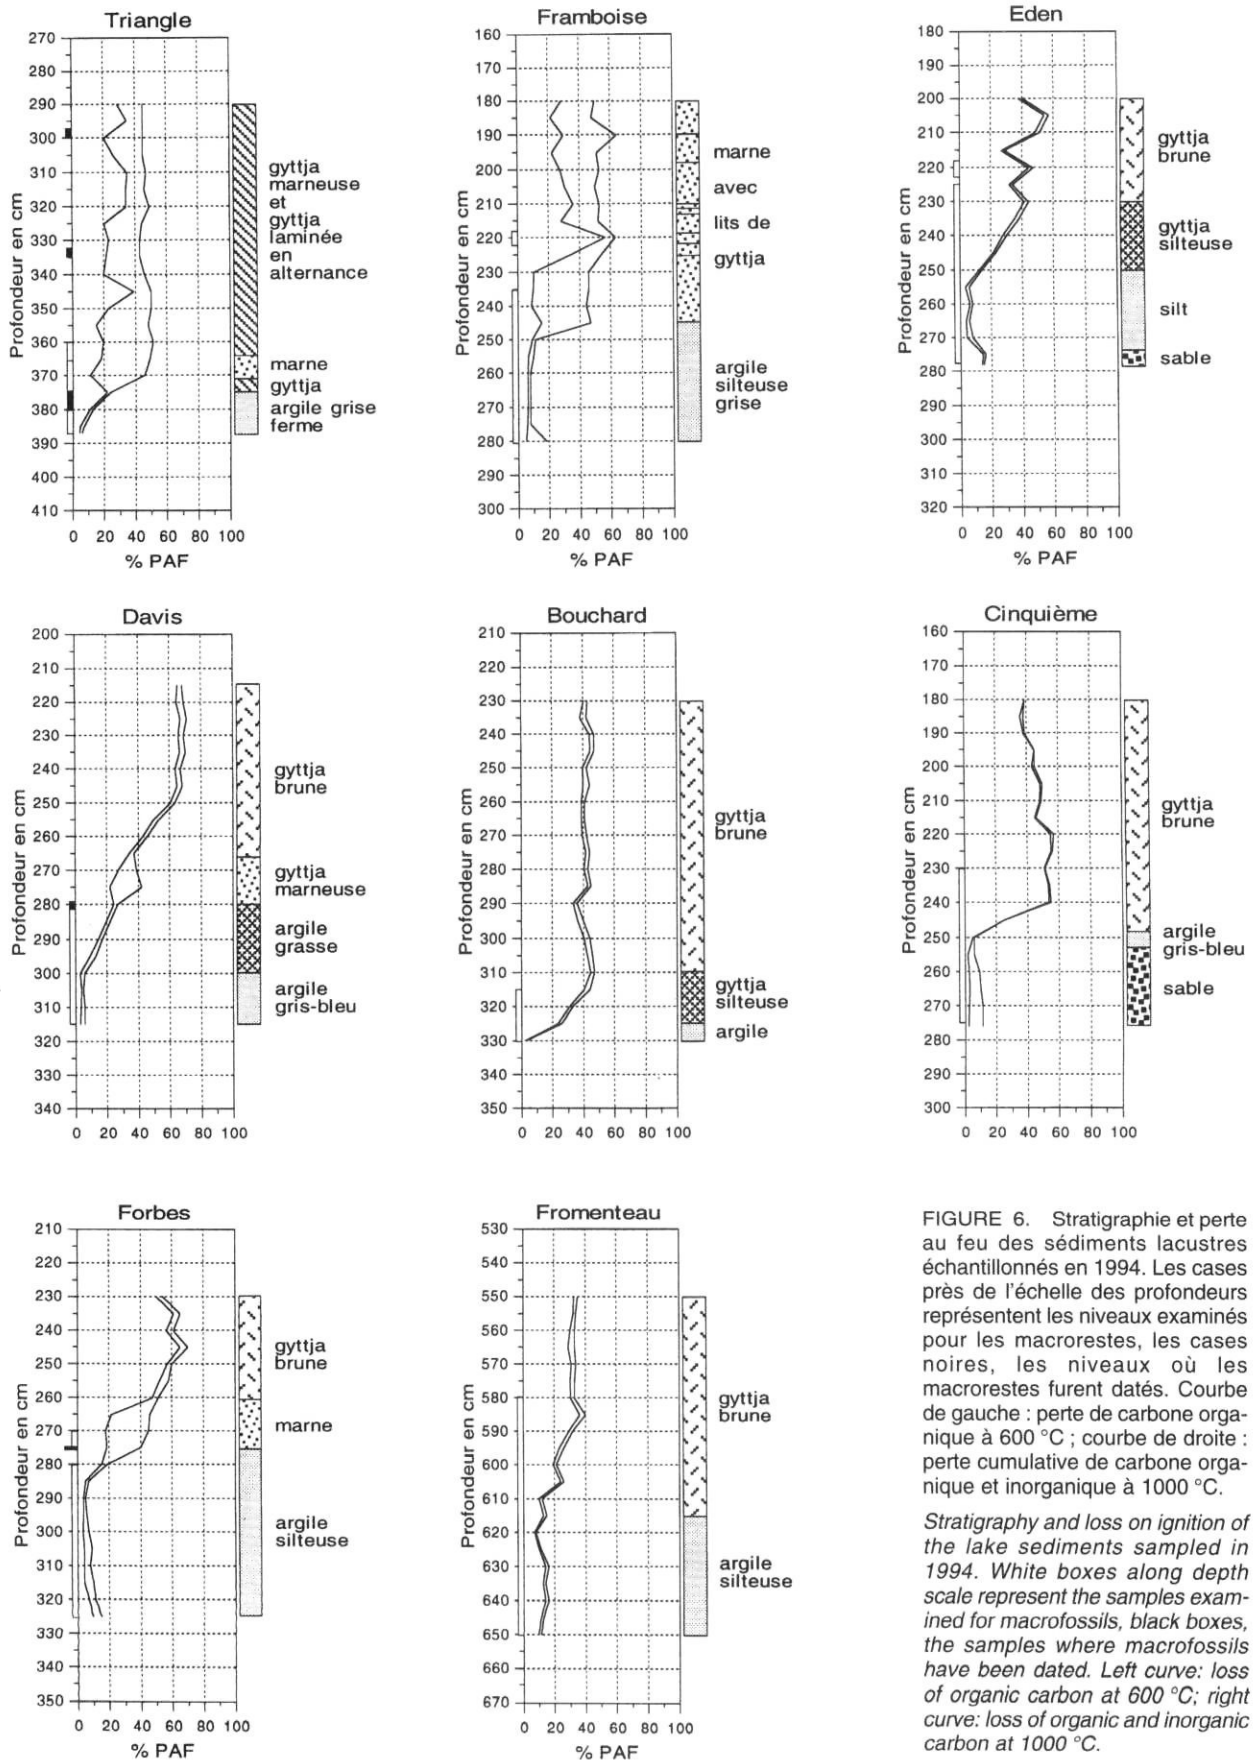 Triangle
270
280
290
300
310
320
330
340
350
360
370
380
390
400
410
Profondeur en cm
0 20 40 60 80 100
% PAF
gyttja
marneuse
et
gyttja
laminée
en
alternance
marne
gyttja
argile grise
ferme
Framboise
160
170
180
190
200
210
220
230
240
250
260
270
280
290
300
Profondeur en cm
0 20 40 60 80 100
% PAF
marne
avec
lits de
gyttja
argile
silteuse
grise
Eden
180
190
200
210
220
230
240
250
260
270
280
290
300
310
320
Profondeur en cm
0 20 40 60 80 100
% PAF
gyttja
brune
gyttja
silteuse
silt
sable
Davis
200
210
220
230
240
250
260
270
280
290
300
310
320
330
340
Profondeur en cm
0 20 40 60 80 100
gyttja
brune
gyttja
marneuse
argile
grasse
argile
gris-bleu
Bouchard
210
220
230
240
250
260
270
280
290
300
310
320
330
340
350
Profondeur en cm
0 20 40 60 80 100
gyttja
brune
gyttja
silteuse
argile
Cinquième
160
170
180
190
200
210
220
230
240
250
260
270
280
290
300
Profondeur en cm
0 20 40 60 80 100
gyttja
brune
argile
gris-bleu
sable
Forbes
210
220
230
240
250
260
270
280
290
300
310
320
330
340
350
Profondeur en cm
0 20 40 60 80 100
% PAF
gyttja
brune
marne
argile
silteuse
Fromenteau
530
540
550
560
570
580
590
600
610
620
630
640
650
660
670
Profondeur en cm
0 20 40 60 80 100
% PAF
gyttja
brune
argile
silteuse
FIGURE 6. Stratigraphie et perte
au feu des sédiments lacustres
échantillonnés en 1994. Les cases
près de l'échelle des profondeurs
représentent les niveaux examinés
pour les macrorestes, les cases
noires, les niveaux où les
macrorestes furent datés. Courbe
de gauche : perte de carbone orga-
nique à 600 °C ; courbe de droite :
perte cumulative de carbone orga-
nique et inorganique à 1000 °C.
Stratigraphy and loss on ignition of
the lake sediments sampled in
1994. White boxes along depth
scale represent the samples exam-
ined for macrofossils, black boxes,
the samples where macrofossils
have been dated. Left curve: loss
of organic carbon at 600 °C; right
curve: loss of organic and inorganic
carbon at 1000 °C.